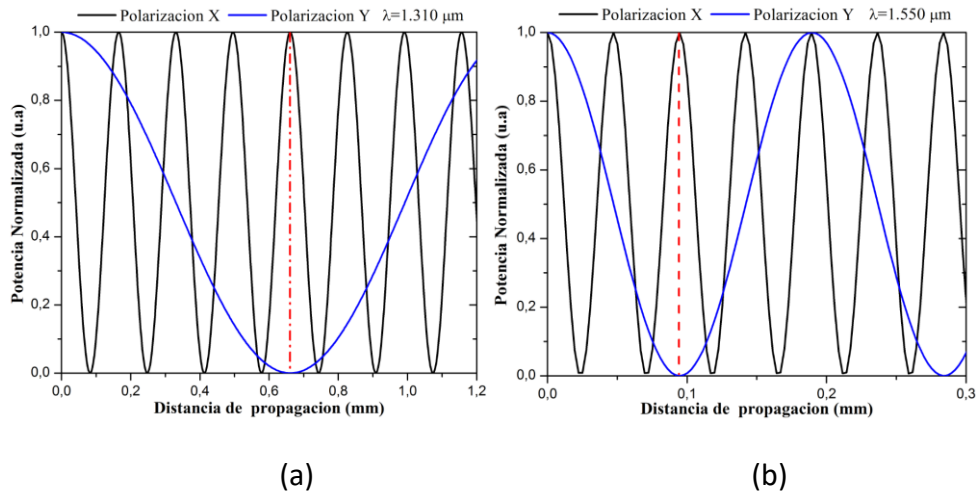 Polarizacion X Polarizacion Y λ=1.310 μm
1,0
0,8
0,6
0,4
0,2
0,0
Potencia Normalizada (u.a)
0,0 0,2 0,4 0,6 0,8 1,0 1,2
Distancia de propagacion (mm)
(a)
Polarizacion X Polarizacion Y λ=1.550 μm
1,0
0,8
0,6
0,4
0,2
0,0
Potencia Normalizada (u.a)
0,0 0,1 0,2 0,3
Distancia de propagacion (mm)
(b)